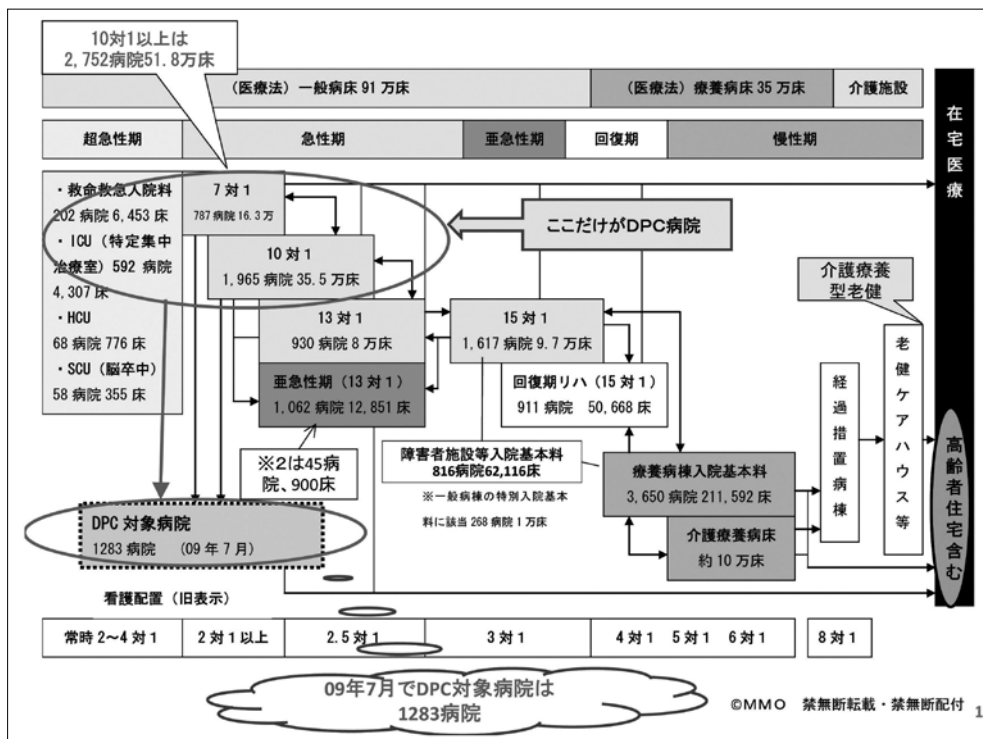 10対1以上は
2,752病院51.8万床
（医療法）一般病床 91 万床
（医療法）療養病床 35 万床
介護施設
超急性期
急性期
亜急性期
回復期
慢性期
在宅医療
・救命救急入院料
202 病院 6,453 床
・ICU（特定集中
治療室）592 病院
4,307 床
・HCU
68 病院 776 床
・SCU（脳卒中）
58 病院 355 床
7 対 1
787 病院 16.3 万
10 対 1
1,965 病院 35.5 万床
ここだけがDPC病院
13 対 1
930 病院 8 万床
亜急性期（13 対 1）
1,062 病院 12,851 床
15 対 1
1,617 病院 9.7 万床
回復期リハ（15 対 1）
911 病院 50,668 床
介護療養
型老健
※2は45病
院、900床
障害者施設等入院基本料
816病院62,116床
※一般病棟の特別入院基本
料に該当 268 病院 1 万床
療養病棟入院基本料
3,650 病院 211,592 床
介護療養病床
約 10 万床
経過措置病棟
老健ケアハウス等
高齢者住宅含む
DPC 対象病院
1283 病院 （09 年 7 月）
看護配置（旧表示）
常時 2～4 対 1
2 対 1 以上
2.5 対 1
3 対 1
4 対 1 5 対 1 6 対 1
8 対 1
09年7月でDPC対象病院は
1283病院
©MMO 禁無断転載・禁無断配付
1